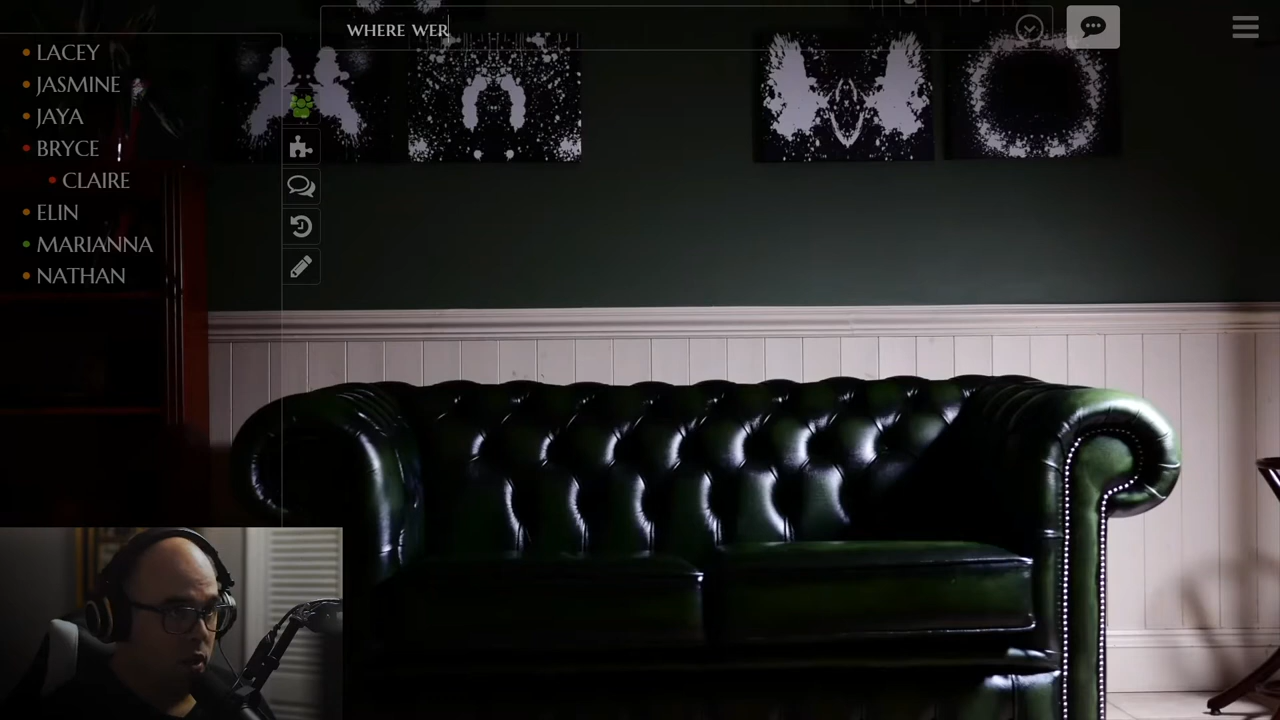 WHERE WER
LACEY
JASMINE
JAYA
BRYCE
CLAIRE
ELIN
MARIANNA
NATHAN